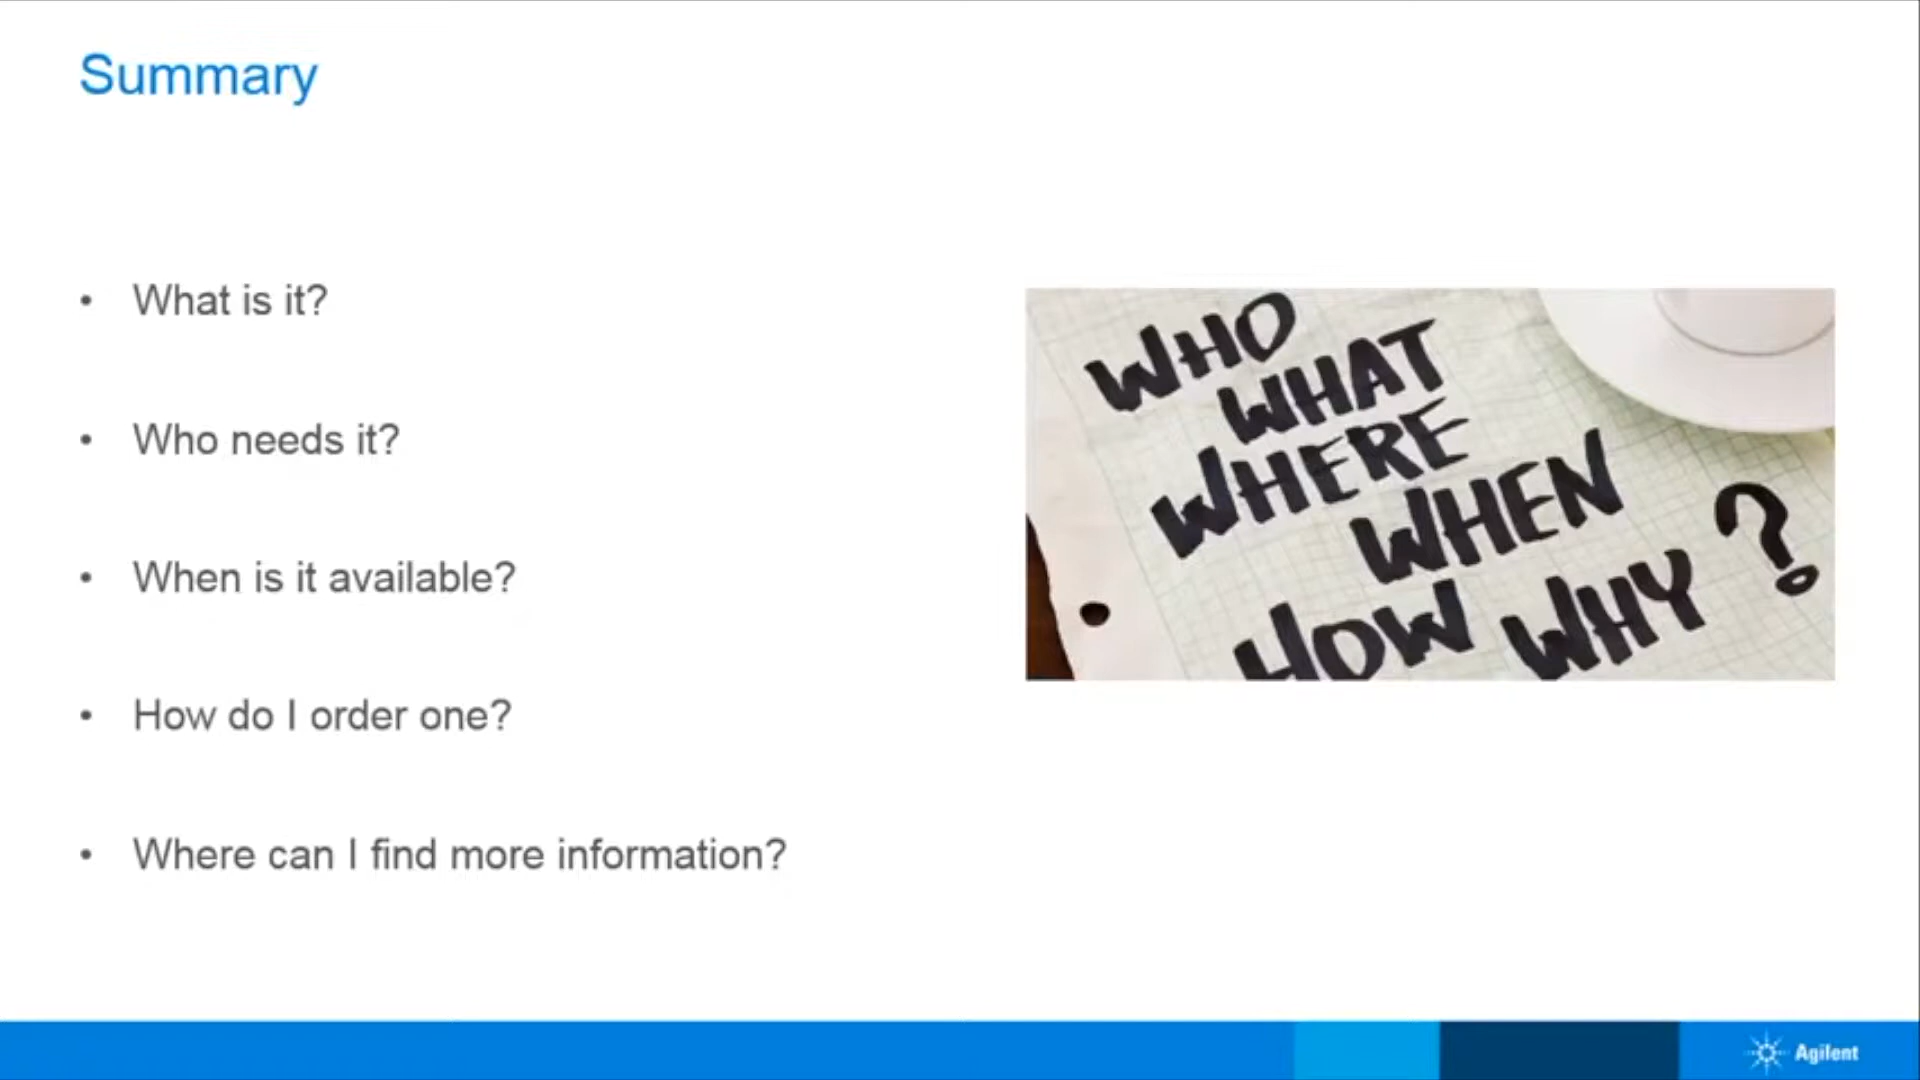 Summary
• What is it?
• Who needs it?
• When is it available?
• How do I order one?
• Where can I find more information?
WHO
WHAT
WHERE
WHEN
HOW WHY ?
Agilent